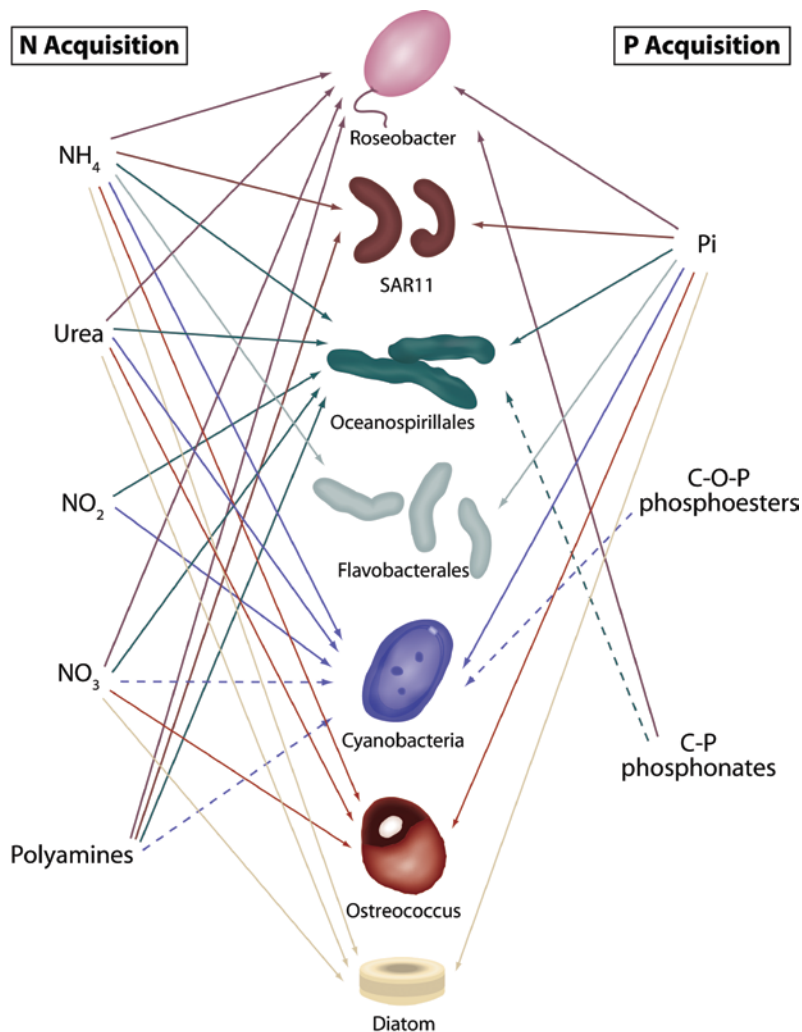 N Acquisition
P Acquisition
Roseobacter
NH4
SAR11
Pi
Urea
Oceanospirillales
C-O-P
phosphoesters
NO2
Flavobacterales
NO3
Cyanobacteria
C-P
phosphonates
Polyamines
Ostreococcus
Diatom